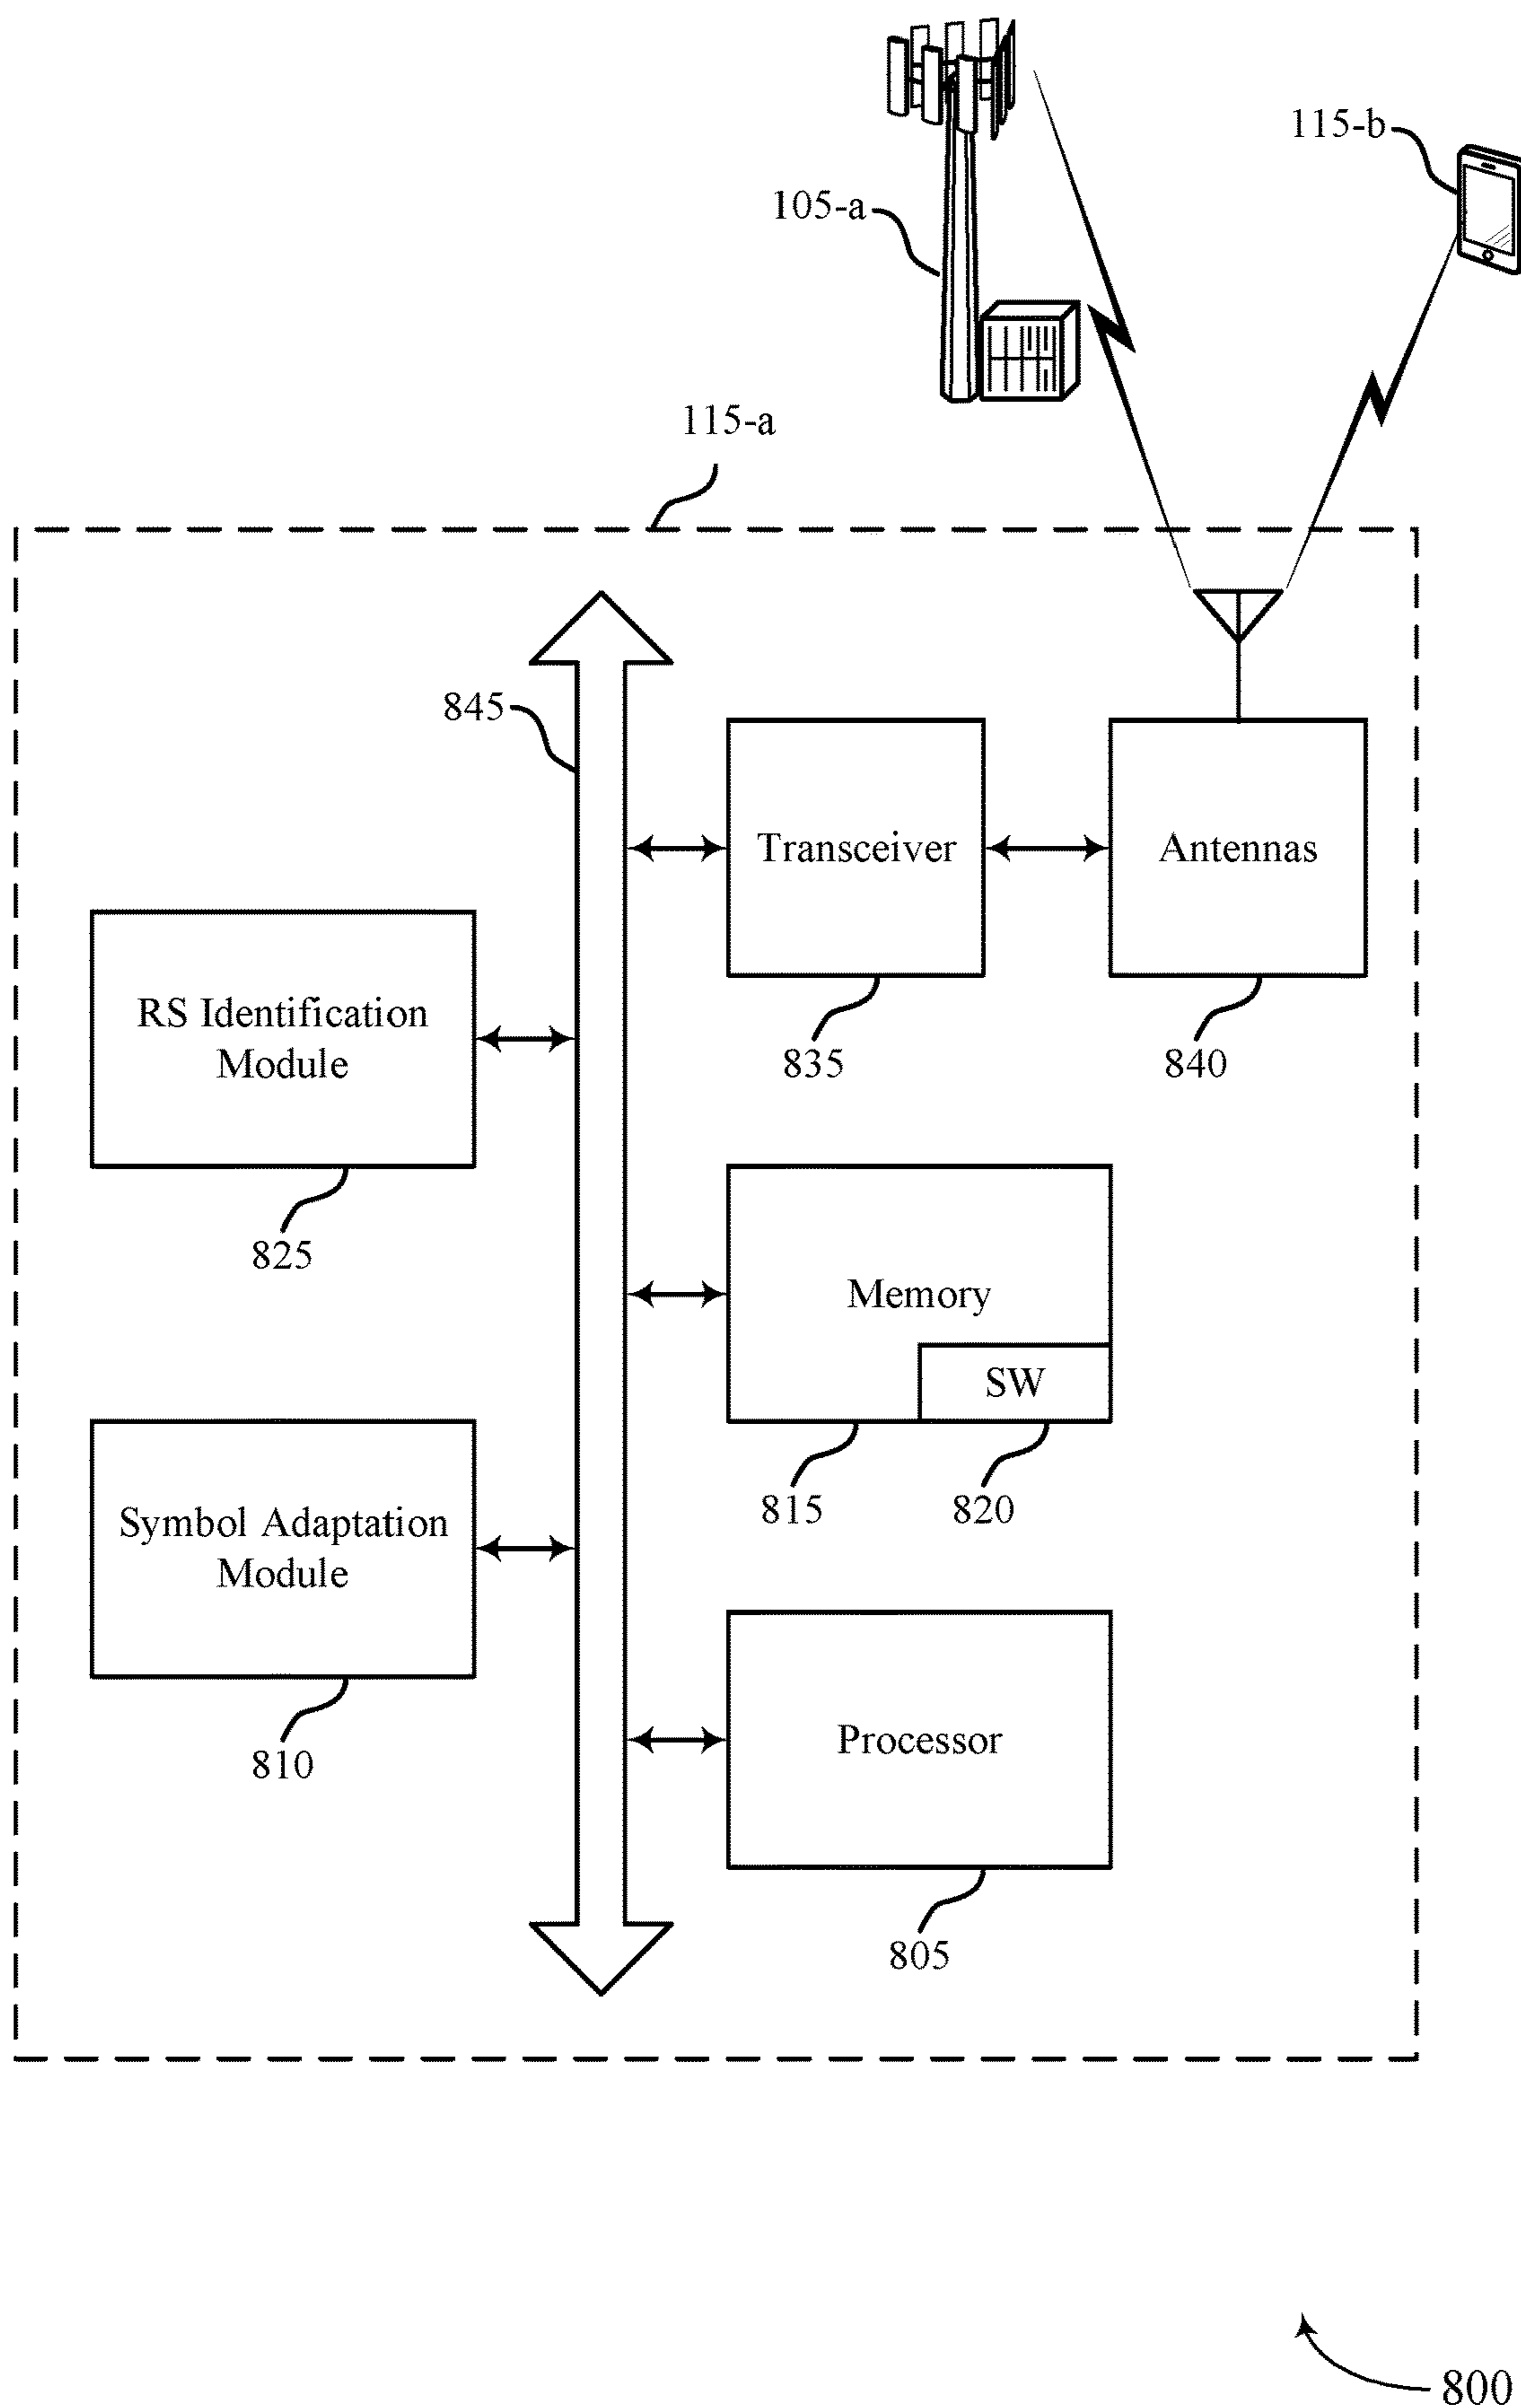 115-b
105-a
115-a
845
Transceiver
Antennas
RS Identification
Module
835
840
825
Memory
SW
Symbol Adaptation
Module
815
820
810
Processor
805
800